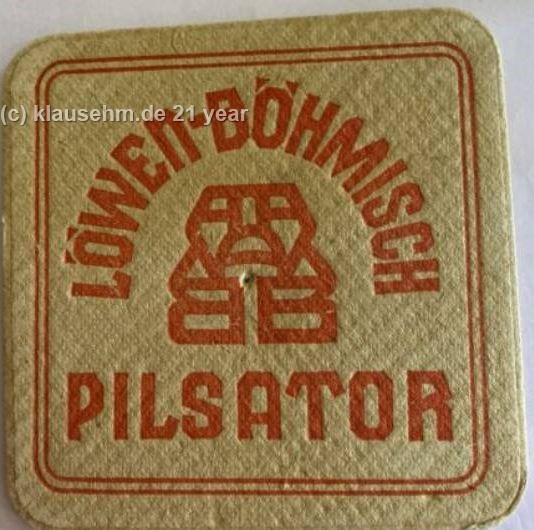 (c) klausehm.de 21 year
LÖWEN-BÖHMISCH
PILSATOR